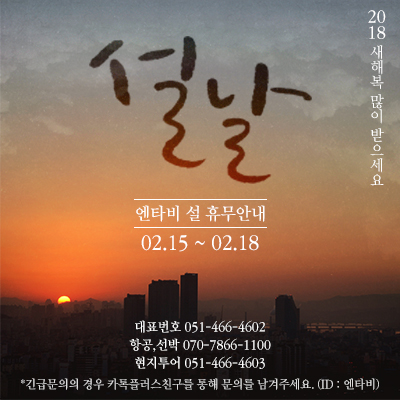 설날
2018 새해 복 많이 받으세요
엔타비 설 휴무안내
02.15 ~ 02.18
대표번호 051-466-4602
항공,선박 070-7866-1100
현지투어 051-466-4603
*긴급문의의 경우 카톡플러스친구를 통해 문의를 남겨주세요. (ID : 엔타비)